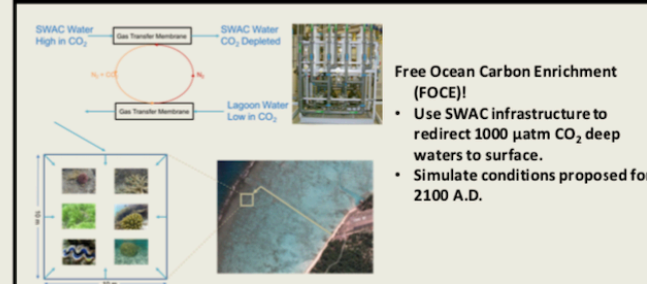 SWAC Water
High in CO₂
Gas Transfer Membrane
SWAC Water
CO₂ Depleted
N₂
Gas Transfer Membrane
Lagoon Water
Low in CO₂
Free Ocean Carbon Enrichment
(FOCE)!
• Use SWAC infrastructure to
redirect 1000 µatm CO₂ deep
waters to surface.
• Simulate conditions proposed for
2100 A.D.